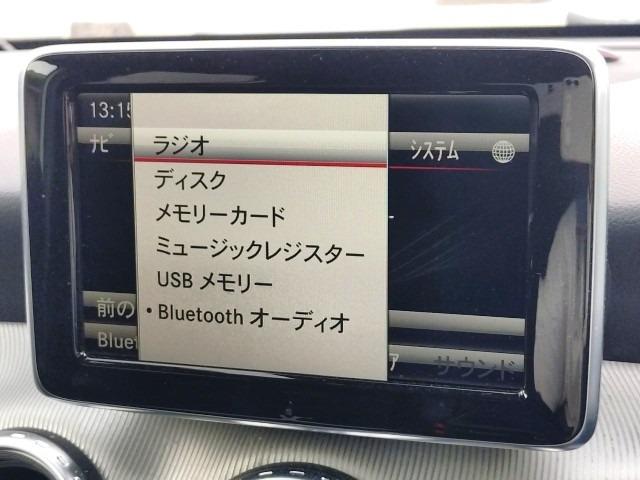 13:15
ナビ
システム
ラジオ
ディスク
メモリーカード
ミュージックレジスター
USB メモリー
• Bluetooth オーディオ
前の
Blue
ア
サウンド